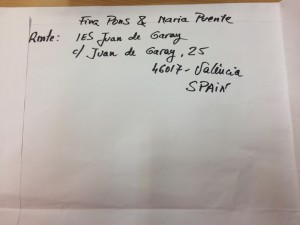 Fina Pons & Maria Puente
Rmte: IES Juan de Garay
c/ Juan de Garay, 25
46017 - València
SPAIN